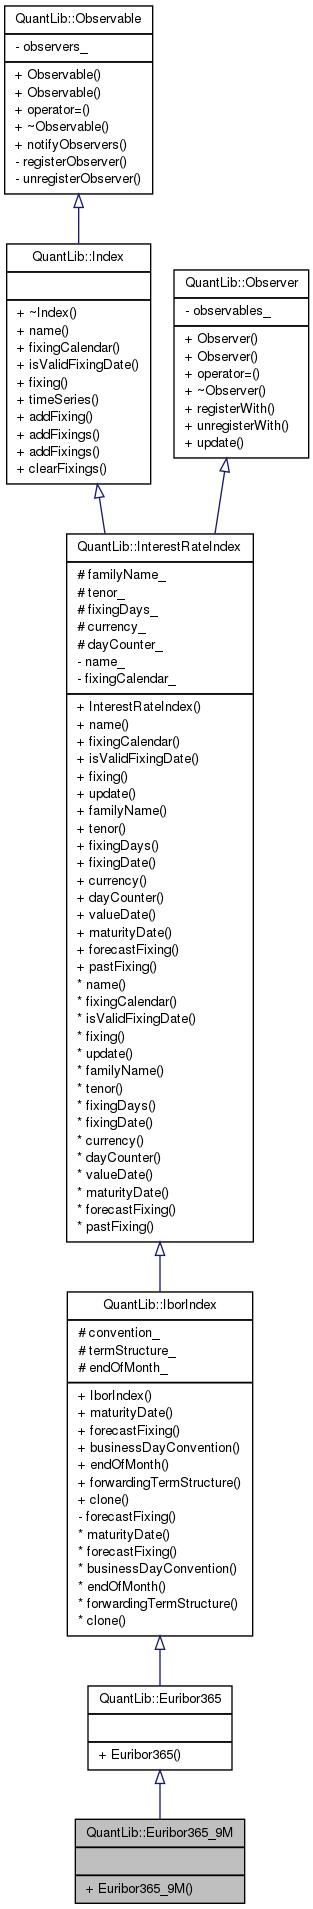 QuantLib::Observable
- observers_
+ Observable()
+ Observable()
+ operator=()
+ ~Observable()
+ notifyObservers()
- registerObserver()
- unregisterObserver()
QuantLib::Index
+ ~Index()
+ name()
+ fixingCalendar()
+ isValidFixingDate()
+ fixing()
+ timeSeries()
+ addFixing()
+ addFixings()
+ addFixings()
+ clearFixings()
QuantLib::Observer
- observables_
+ Observer()
+ Observer()
+ operator=()
+ ~Observer()
+ registerWith()
+ unregisterWith()
+ update()
QuantLib::InterestRateIndex
# familyName_
# tenor_
# fixingDays_
# currency_
# dayCounter_
- name_
- fixingCalendar_
+ InterestRateIndex()
+ name()
+ fixingCalendar()
+ isValidFixingDate()
+ fixing()
+ update()
+ familyName()
+ tenor()
+ fixingDays()
+ fixingDate()
+ currency()
+ dayCounter()
+ valueDate()
+ maturityDate()
+ forecastFixing()
+ pastFixing()
* name()
* fixingCalendar()
* isValidFixingDate()
* fixing()
* update()
* familyName()
* tenor()
* fixingDays()
* fixingDate()
* currency()
* dayCounter()
* valueDate()
* maturityDate()
* forecastFixing()
* pastFixing()
QuantLib::IborIndex
# convention_
# termStructure_
# endOfMonth_
+ IborIndex()
+ maturityDate()
+ forecastFixing()
+ businessDayConvention()
+ endOfMonth()
+ forwardingTermStructure()
+ clone()
- forecastFixing()
* maturityDate()
* forecastFixing()
* businessDayConvention()
* endOfMonth()
* forwardingTermStructure()
* clone()
QuantLib::Euribor365
+ Euribor365()
QuantLib::Euribor365_9M
+ Euribor365_9M()